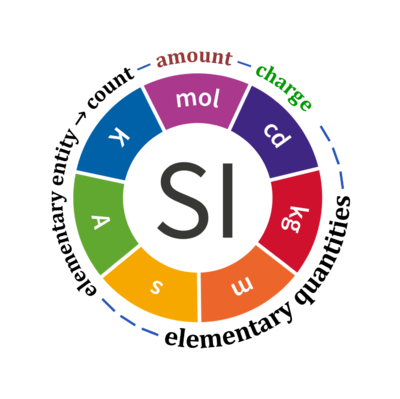 elementary entity → count – amount – charge
elementary quantities
mol
cd
kg
m
s
A
K
SI